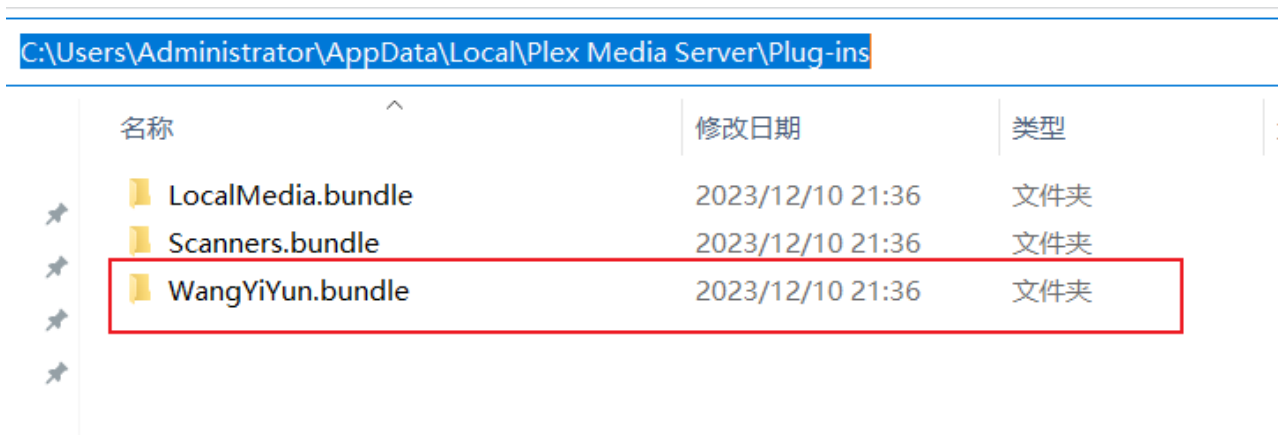 C:\Users\Administrator\AppData\Local\Plex Media Server\Plug-ins
名称 修改日期 类型
LocalMedia.bundle 2023/12/10 21:36 文件夹
Scanners.bundle 2023/12/10 21:36 文件夹
WangYiYun.bundle 2023/12/10 21:36 文件夹